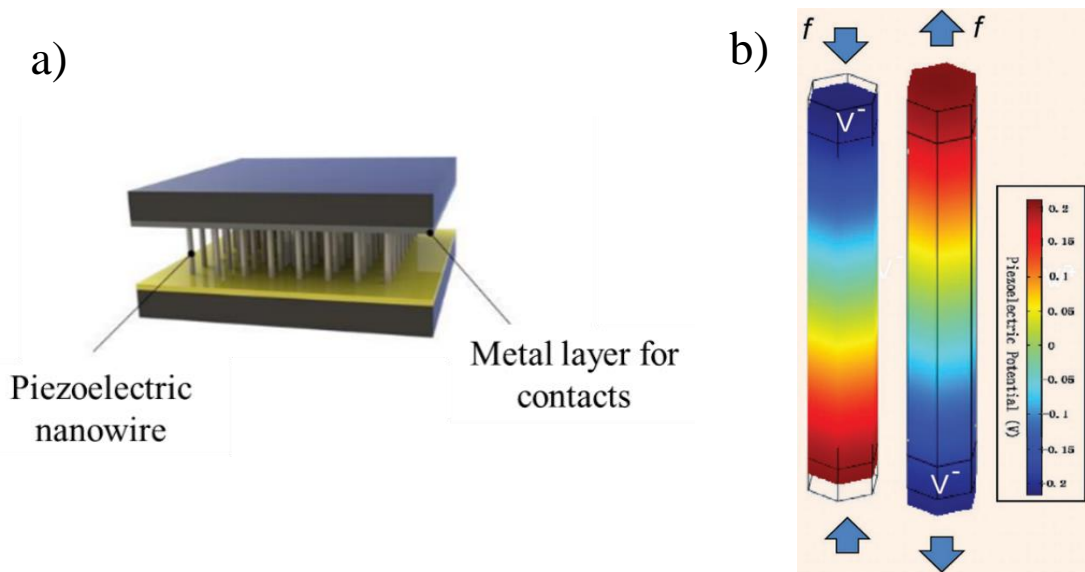 a)
Piezoelectric
nanowire
Metal layer for
contacts
b)
f
f
V⁻
V⁻
V⁻
0.2
0.15
0.1
0.05
0
0.05
0.1
0.15
0.2
Piezoelectric Potential (V)